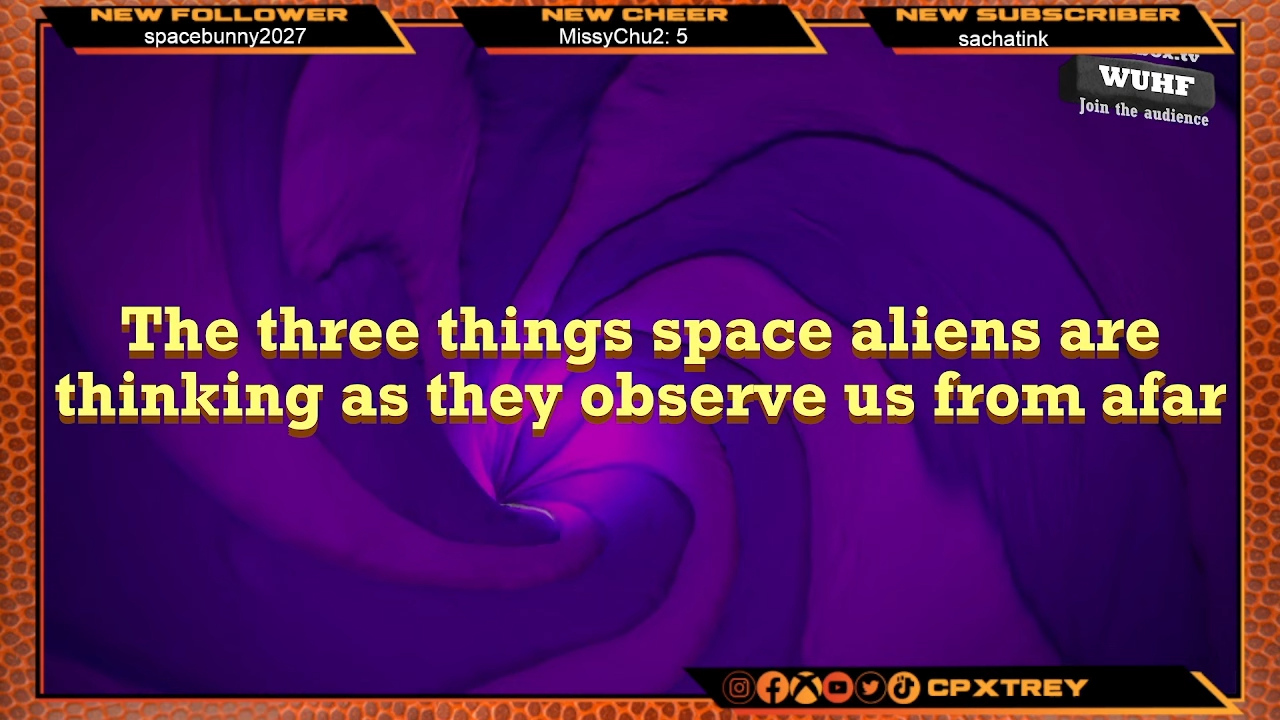 NEW FOLLOWER
spacebunny2027
NEW CHEER
MissyChu2: 5
NEW SUBSCRIBER
sachatink
WUHF
Join the audience
The three things space aliens are
thinking as they observe us from afar
CPXTREY